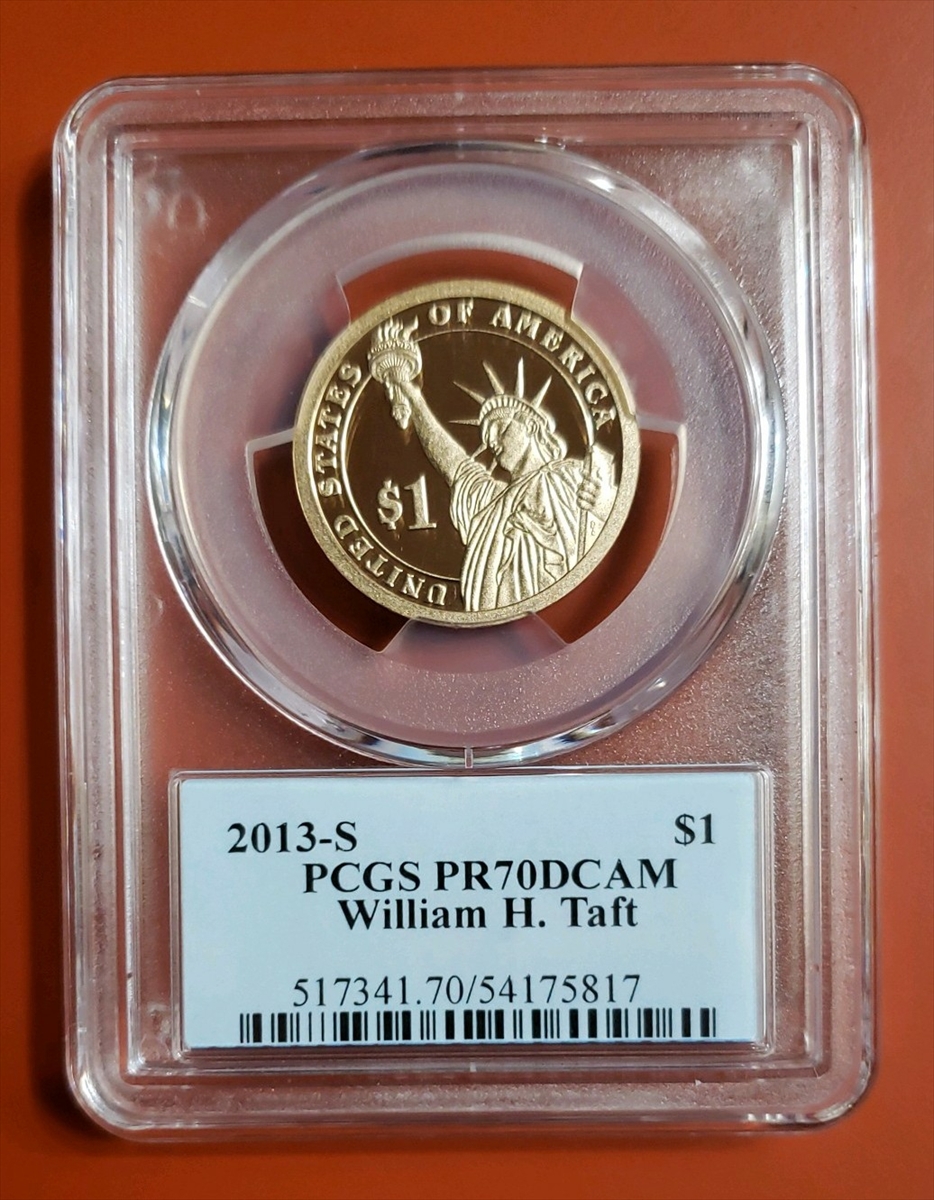 UNITED STATES OF AMERICA
$1
2013-S $1
PCGS PR70DCAM
William H. Taft
517341.70/54175817